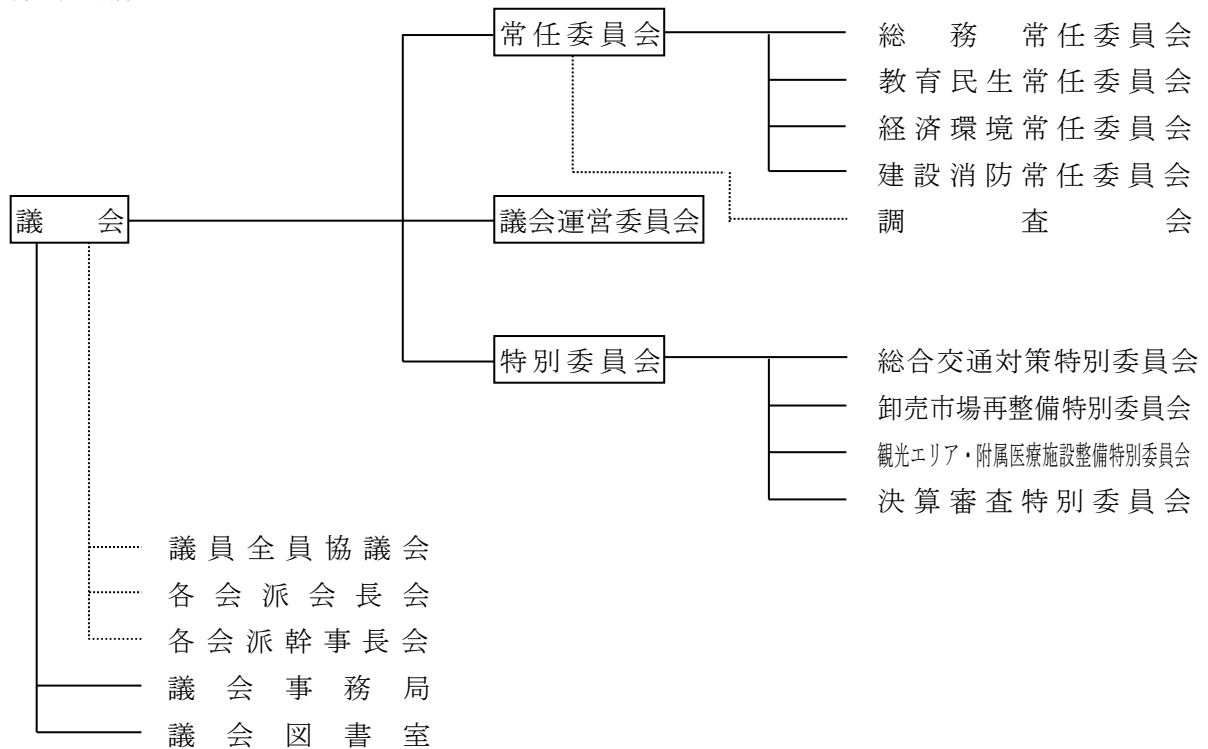 常任委員会
総務常任委員会
教育民生常任委員会
経済環境常任委員会
建設消防常任委員会
調査会
議会
議会運営委員会
特別委員会
総合交通対策特別委員会
卸売市場再整備特別委員会
観光エリア・附属医療施設整備特別委員会
決算審査特別委員会
議員全員協議会
各会派会長会
各会派幹事長会
議会事務局
議会図書室